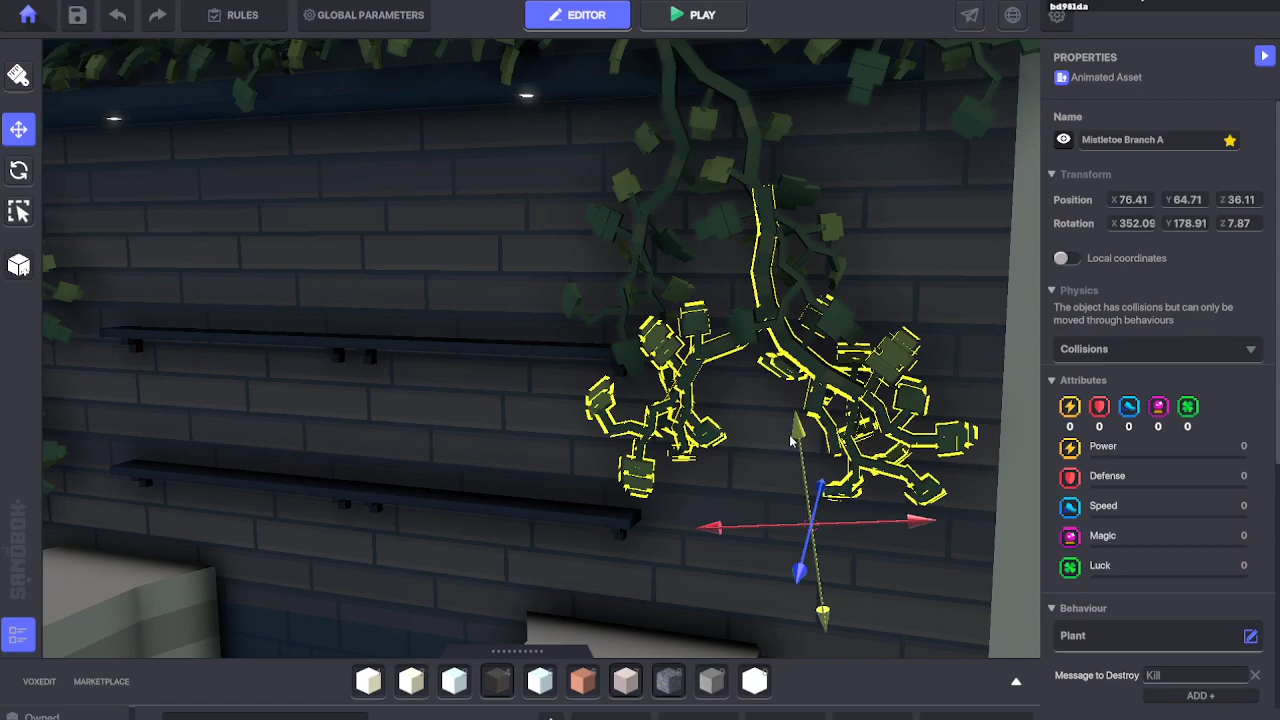 bd981da
RULES
GLOBAL PARAMETERS
EDITOR
PLAY
PROPERTIES
Animated Asset
Name
Mistletoe Branch A
Transform
Position X 76.41 Y 64.71 Z 36.11
Rotation X 352.09 Y 178.91 Z 7.87
Local coordinates
Physics
The object has collisions but can only be
moved through behaviours
Collisions
Attributes
0 0 0 0 0
Power 0
Defense 0
Speed 0
Magic 0
Luck 0
Behaviour
Plant
Message to Destroy Kill
ADD +
THE SANDBOX
VOXEDIT
MARKETPLACE
Owned